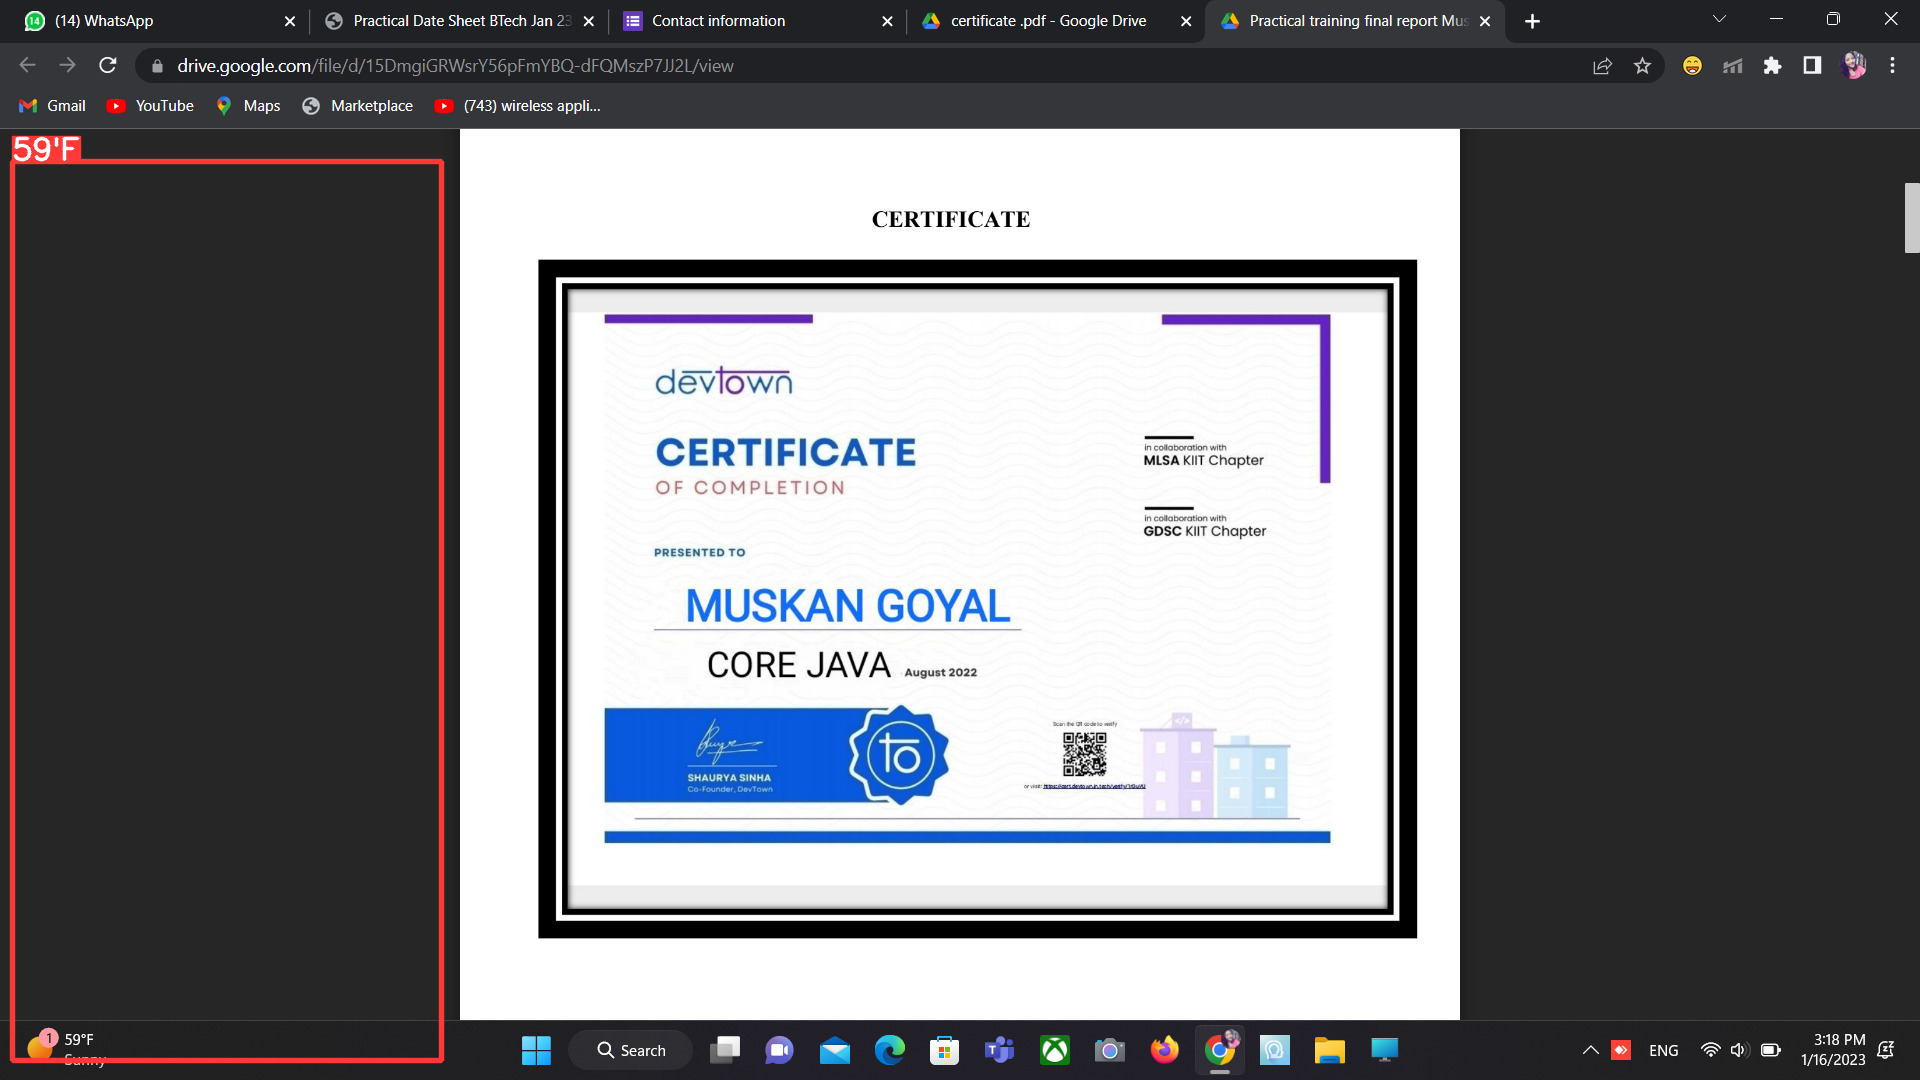 (14) WhatsApp
Practical Date Sheet BTech Jan 23
Contact information
certificate .pdf - Google Drive
Practical training final report Mus
drive.google.com/file/d/15DmgiGRWsrY56pFmYBQ-dFQMszP7JJ2L/view
Gmail
YouTube
Maps
Marketplace
(743) wireless appli...
59'F
CERTIFICATE
devtown
CERTIFICATE
OF COMPLETION
in collaboration with
MLSA KIIT Chapter
in collaboration with
GDSC KIIT Chapter
PRESENTED TO
MUSKAN GOYAL
CORE JAVA August 2022
SHAURYA SINHA
Co-Founder, DevTown
to
Scan the QR code to verify
</>
or visit:
1
59°F
Sunny
Search
ENG
3:18 PM
1/16/2023